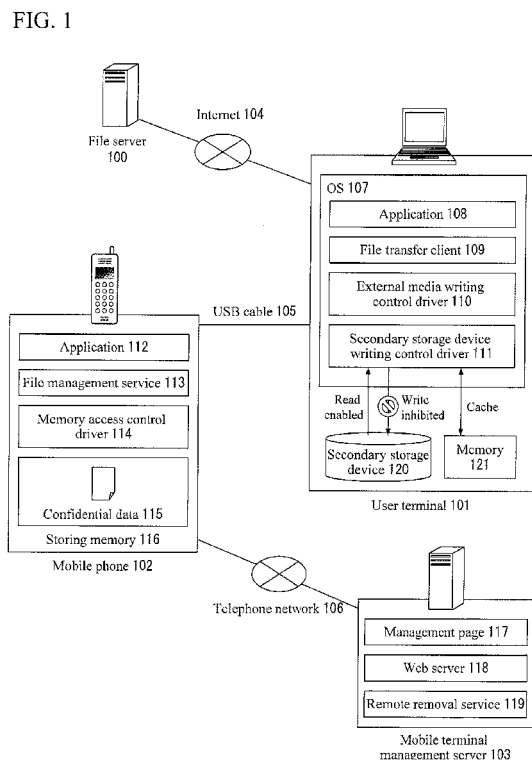 FIG. 1
Internet 104
File server
100
OS 107
Application 108
File transfer client 109
External media writing
control driver 110
Secondary storage device
writing control driver 111
Read
enabled
Write
inhibited
Cache
Secondary storage
device 120
Memory
121
User terminal 101
USB cable 105
Application 112
File management service 113
Memory access control
driver 114
Confidential data 115
Storing memory 116
Mobile phone 102
Telephone network 106
Management page 117
Web server 118
Remote removal service 119
Mobile terminal
management server 103